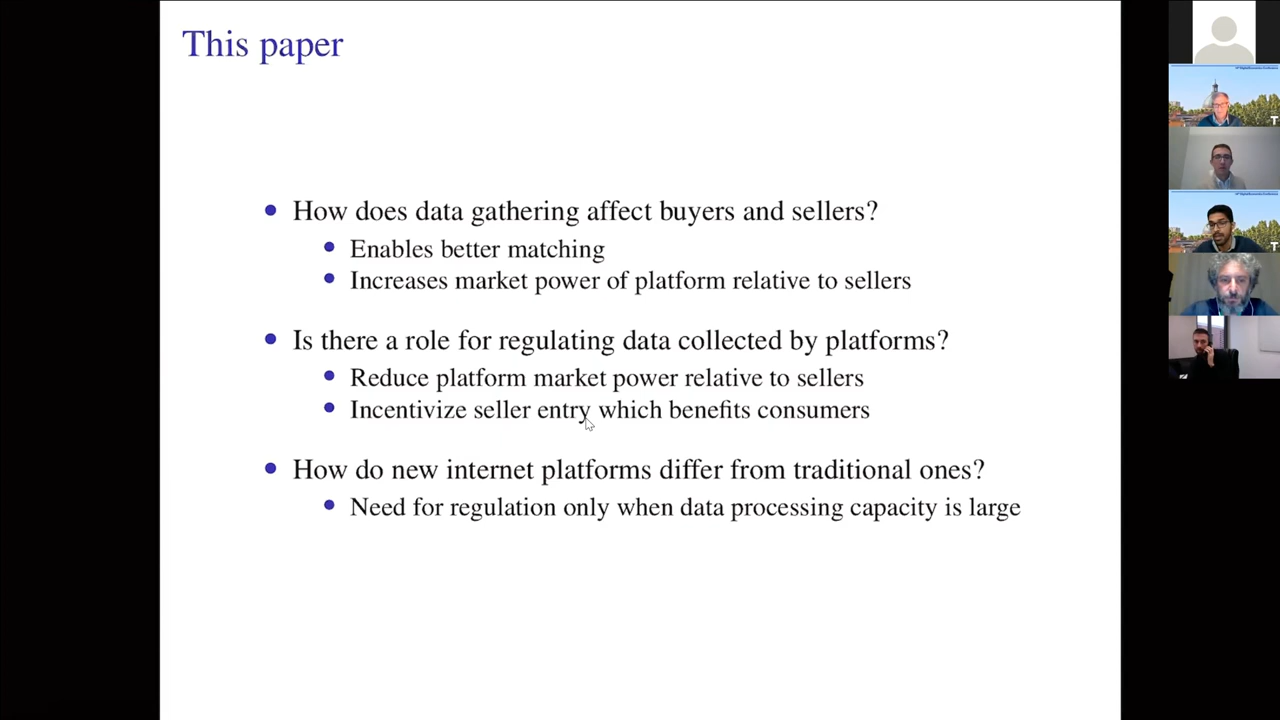 This paper
How does data gathering affect buyers and sellers?
Enables better matching
Increases market power of platform relative to sellers
Is there a role for regulating data collected by platforms?
Reduce platform market power relative to sellers
Incentivize seller entry which benefits consumers
How do new internet platforms differ from traditional ones?
Need for regulation only when data processing capacity is large